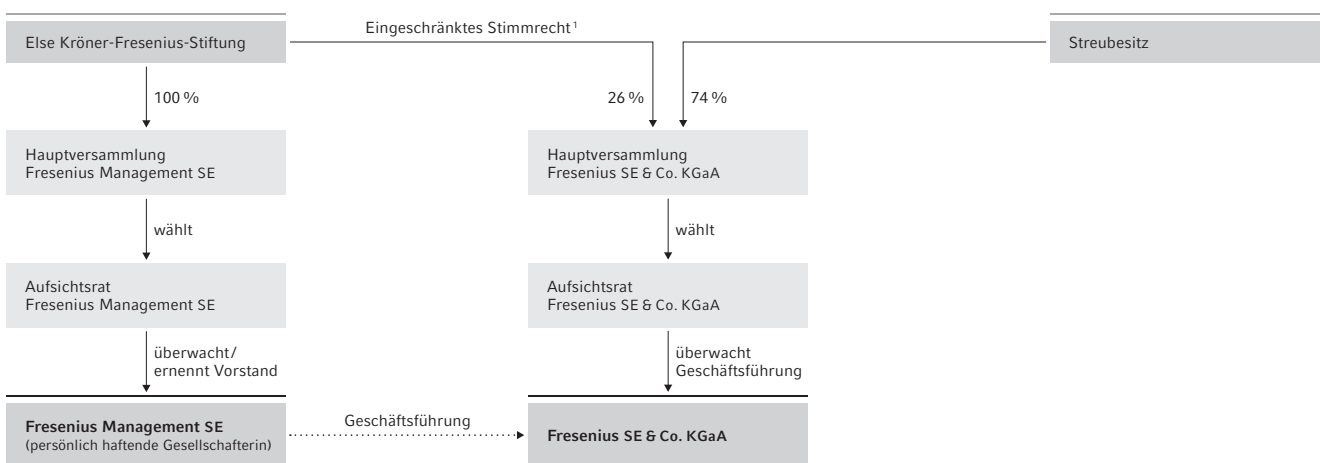 Else Kröner-Fresenius-Stiftung
Eingeschränktes Stimmrecht¹
Streubesitz
100 %
26 %
74 %
Hauptversammlung
Fresenius Management SE
Hauptversammlung
Fresenius SE & Co. KGaA
wählt
wählt
Aufsichtsrat
Fresenius Management SE
Aufsichtsrat
Fresenius SE & Co. KGaA
überwacht/
ernennt Vorstand
überwacht
Geschäftsführung
Fresenius Management SE
(persönlich haftende Gesellschafterin)
Geschäftsführung
Fresenius SE & Co. KGaA